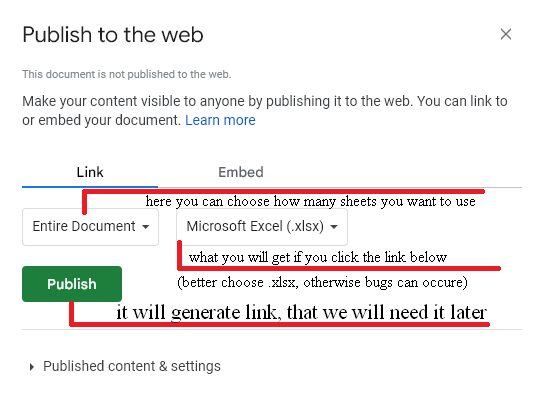 Publish to the web
This document is not published to the web.
Make your content visible to anyone by publishing it to the web. You can link to
or embed your document. Learn more
Link Embed
here you can choose how many sheets you want to use
Entire Document Microsoft Excel (.xlsx)
what you will get if you click the link below
(better choose .xlsx, otherwise bugs can occure)
Publish
it will generate link, that we will need it later
Published content & settings